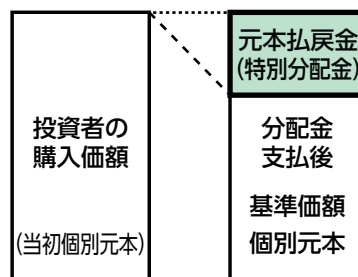 投資者の
購入価額
(当初個別元本)
元本払戻金
(特別分配金)
分配金
支払後
基準価額
個別元本